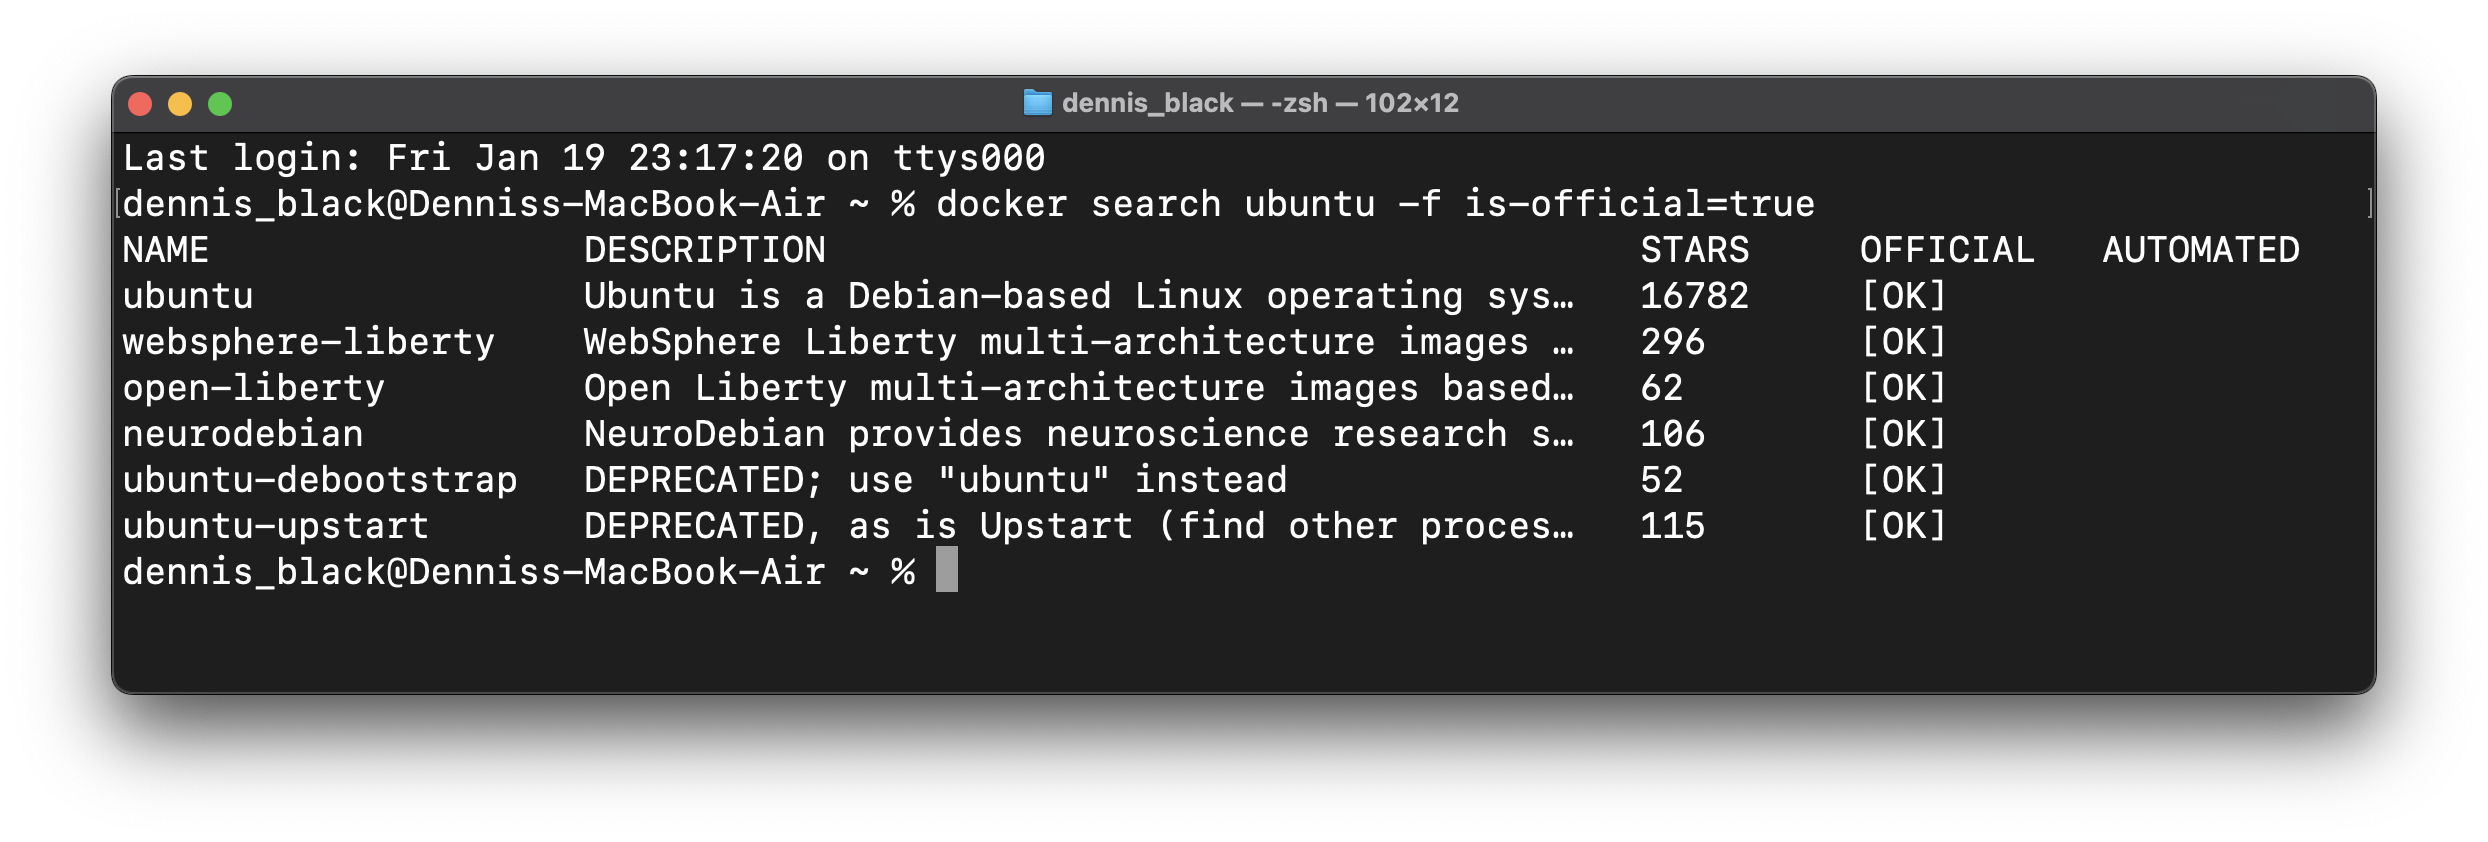 dennis_black — -zsh — 102×12
Last login: Fri Jan 19 23:17:20 on ttys000
[dennis_black@Denniss-MacBook-Air ~ % docker search ubuntu -f is-official=true ]
NAME                 DESCRIPTION                                     STARS     OFFICIAL   AUTOMATED
ubuntu               Ubuntu is a Debian-based Linux operating sys…   16782     [OK]
websphere-liberty    WebSphere Liberty multi-architecture images …   296       [OK]
open-liberty         Open Liberty multi-architecture images based…   62        [OK]
neurodebian          NeuroDebian provides neuroscience research s…   106       [OK]
ubuntu-debootstrap   DEPRECATED; use "ubuntu" instead                52        [OK]
ubuntu-upstart       DEPRECATED, as is Upstart (find other proces…   115       [OK]
dennis_black@Denniss-MacBook-Air ~ %